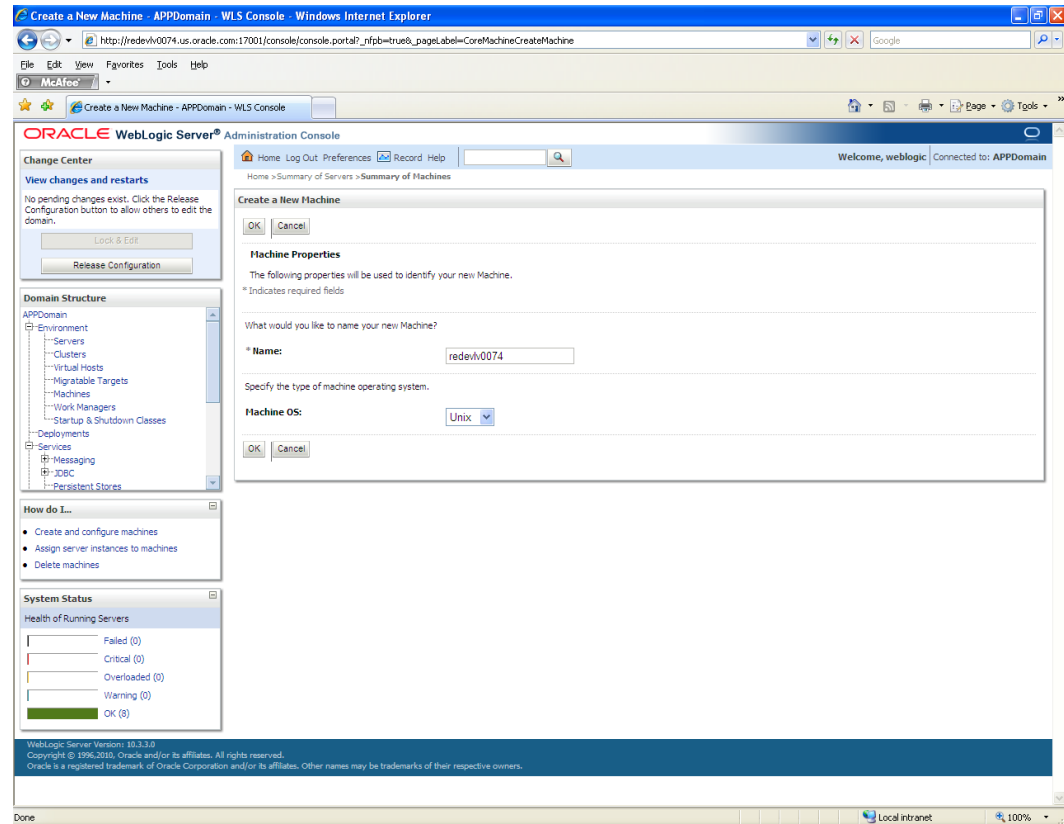 Create a New Machine - APPDomain - WLS Console - Windows Internet Explorer
http://redevlv0074.us.oracle.com:17001/console/console.portal?_nfpb=true&_pageLabel=CoreMachineCreateMachine
Google
File Edit View Favorites Tools Help
McAfee
Create a New Machine - APPDomain - WLS Console
Page Tools
ORACLE WebLogic Server® Administration Console
Change Center
View changes and restarts
No pending changes exist. Click the Release
Configuration button to allow others to edit the
domain.
Lock & Edit
Release Configuration
Domain Structure
APPDomain
Environment
Servers
Clusters
Virtual Hosts
Migratable Targets
Machines
Work Managers
Startup & Shutdown Classes
Deployments
Services
Messaging
JDBC
Persistent Stores
How do I...
Create and configure machines
Assign server instances to machines
Delete machines
System Status
Health of Running Servers
Failed (0)
Critical (0)
Overloaded (0)
Warning (0)
OK (8)
Home Log Out Preferences Record Help
Welcome, weblogic Connected to: APPDomain
Home >Summary of Servers >Summary of Machines
Create a New Machine
OK Cancel
Machine Properties
The following properties will be used to identify your new Machine.
* Indicates required fields
What would you like to name your new Machine?
* Name: redevlv0074
Specify the type of machine operating system.
Machine OS: Unix
OK Cancel
WebLogic Server Version: 10.3.3.0
Copyright © 1996,2010, Oracle and/or its affiliates. All rights reserved.
Oracle is a registered trademark of Oracle Corporation and/or its affiliates. Other names may be trademarks of their respective owners.
Done
Local intranet
100%